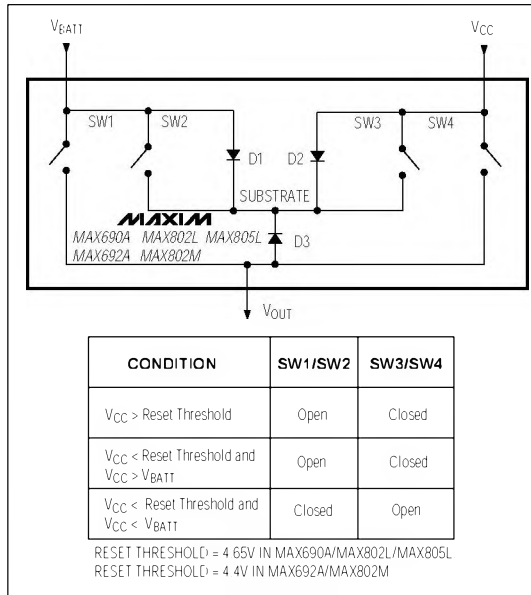 VBATT VCC
SW1 SW2 SW3 SW4
D1 D2
SUBSTRATE
MAXIM
MAX690A MAX802L MAX805L D3
MAX692A MAX802M
VOUT
CONDITION SW1/SW2 SW3/SW4
VCC > Reset Threshold Open Closed
VCC < Reset Threshold and
VCC > VBATT Open Closed
VCC < Reset Threshold and
VCC < VBATT Closed Open
RESET THRESHOLD = 4 65V IN MAX690A/MAX802L/MAX805L
RESET THRESHOLD = 4 4V IN MAX692A/MAX802M